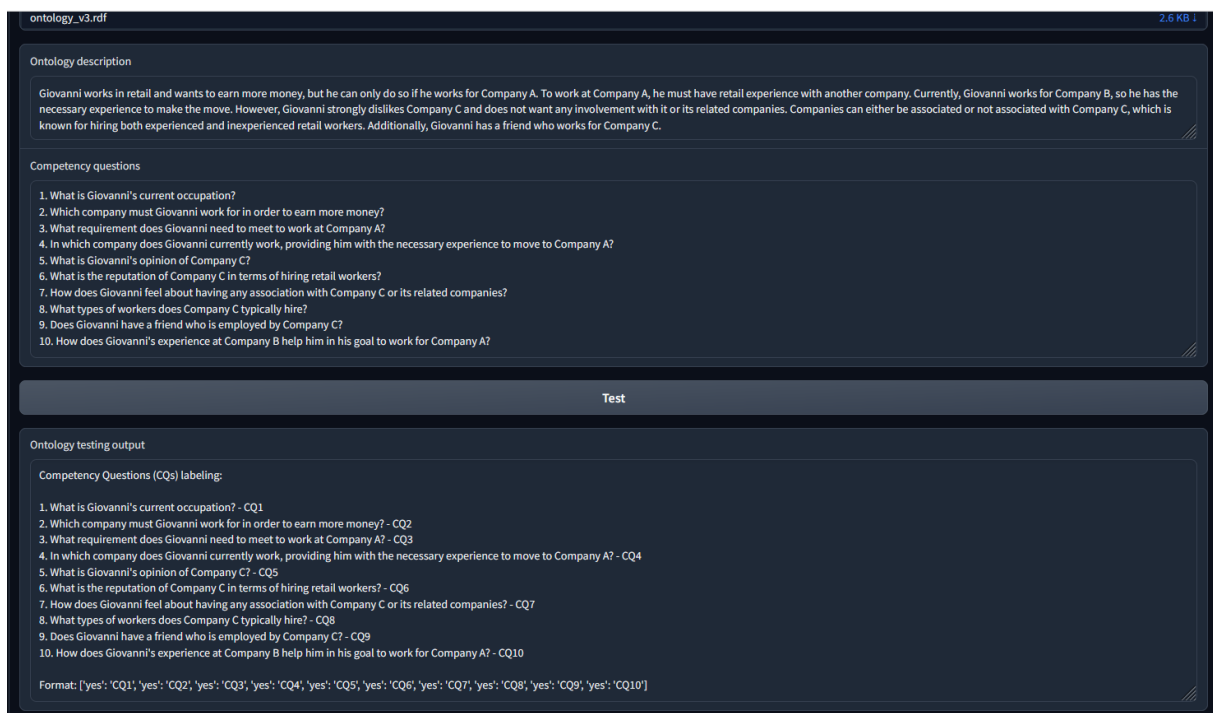 ontology_v3.rdf 2.6 KB ↓
Ontology description
Giovanni works in retail and wants to earn more money, but he can only do so if he works for Company A. To work at Company A, he must have retail experience with another company. Currently, Giovanni works for Company B, so he has the
necessary experience to make the move. However, Giovanni strongly dislikes Company C and does not want any involvement with it or its related companies. Companies can either be associated or not associated with Company C, which is
known for hiring both experienced and inexperienced retail workers. Additionally, Giovanni has a friend who works for Company C.
Competency questions
1. What is Giovanni's current occupation?
2. Which company must Giovanni work for in order to earn more money?
3. What requirement does Giovanni need to meet to work at Company A?
4. In which company does Giovanni currently work, providing him with the necessary experience to move to Company A?
5. What is Giovanni's opinion of Company C?
6. What is the reputation of Company C in terms of hiring retail workers?
7. How does Giovanni feel about having any association with Company C or its related companies?
8. What types of workers does Company C typically hire?
9. Does Giovanni have a friend who is employed by Company C?
10. How does Giovanni's experience at Company B help him in his goal to work for Company A?
Test
Ontology testing output
Competency Questions (CQs) labeling:
1. What is Giovanni's current occupation? - CQ1
2. Which company must Giovanni work for in order to earn more money? - CQ2
3. What requirement does Giovanni need to meet to work at Company A? - CQ3
4. In which company does Giovanni currently work, providing him with the necessary experience to move to Company A? - CQ4
5. What is Giovanni's opinion of Company C? - CQ5
6. What is the reputation of Company C in terms of hiring retail workers? - CQ6
7. How does Giovanni feel about having any association with Company C or its related companies? - CQ7
8. What types of workers does Company C typically hire? - CQ8
9. Does Giovanni have a friend who is employed by Company C? - CQ9
10. How does Giovanni's experience at Company B help him in his goal to work for Company A? - CQ10
Format: ['yes': 'CQ1', 'yes': 'CQ2', 'yes': 'CQ3', 'yes': 'CQ4', 'yes': 'CQ5', 'yes': 'CQ6', 'yes': 'CQ7', 'yes': 'CQ8', 'yes': 'CQ9', 'yes': 'CQ10']